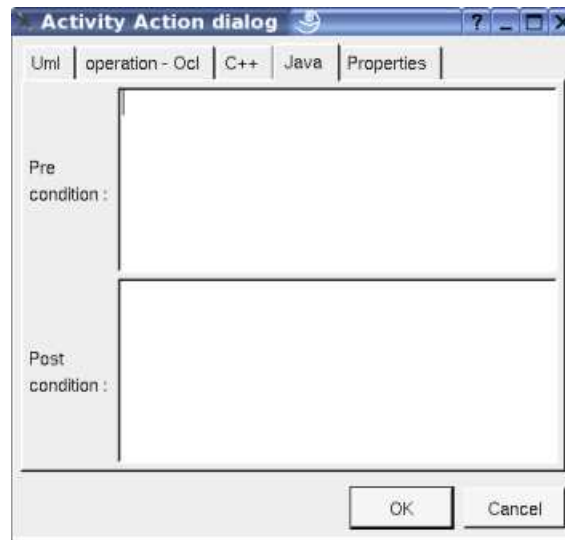 Activity Action dialog
Uml operation - Ocl C++ Java Properties
Pre
condition :
Post
condition :
OK Cancel